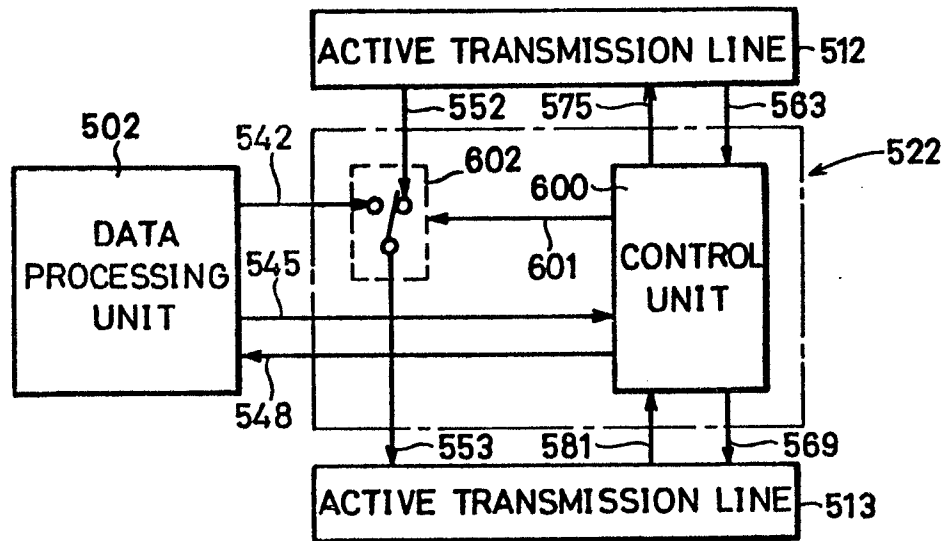 ACTIVE TRANSMISSION LINE
512
552
575
563
502
542
602
522
600
DATA
PROCESSING
UNIT
545
601
CONTROL
UNIT
548
553
581
569
ACTIVE TRANSMISSION LINE
513